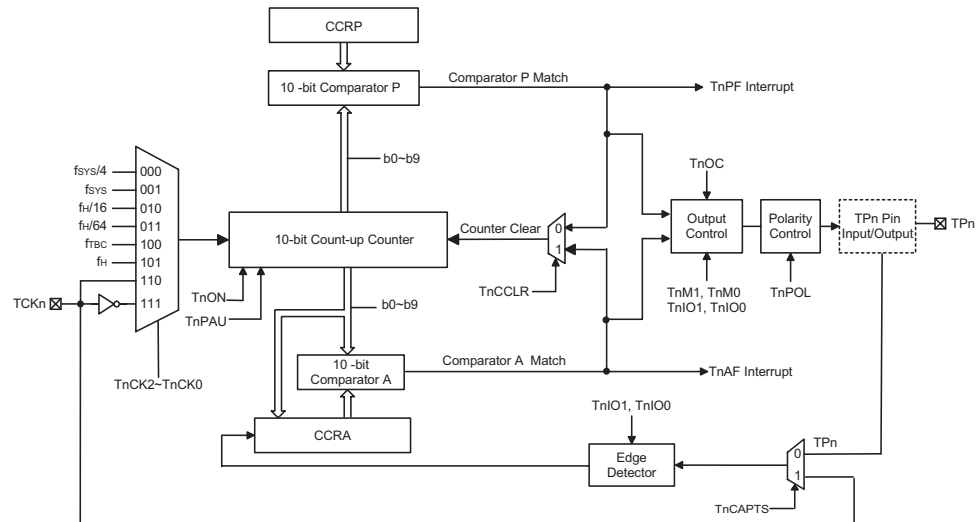 CCRP
10 -bit Comparator P
Comparator P Match
TnPF Interrupt
b0~b9
fSYS/4
000
fSYS
001
fH/16
010
fH/64
011
fTBC
100
fH
101
110
111
TCKn
TnCK2~TnCK0
10-bit Count-up Counter
Counter Clear
0
1
TnCCLR
TnON
TnPAU
b0~b9
TnOC
Output
Control
Polarity
Control
TPn Pin
Input/Output
TPn
TnM1, TnM0
TnIO1, TnIO0
TnPOL
10 -bit
Comparator A
Comparator A Match
TnAF Interrupt
CCRA
TnIO1, TnIO0
Edge
Detector
TPn
0
1
TnCAPTS